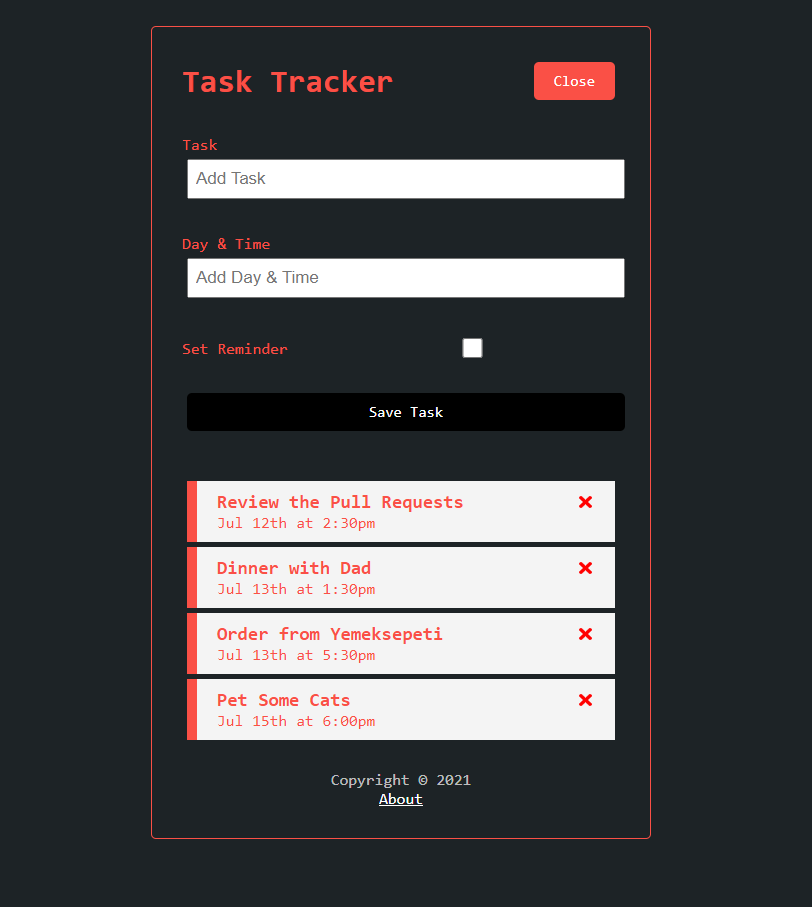 Task Tracker
Close
Task
Add Task
Day & Time
Add Day & Time
Set Reminder
Save Task
Review the Pull Requests
Jul 12th at 2:30pm
Dinner with Dad
Jul 13th at 1:30pm
Order from Yemeksepeti
Jul 13th at 5:30pm
Pet Some Cats
Jul 15th at 6:00pm
Copyright © 2021
About